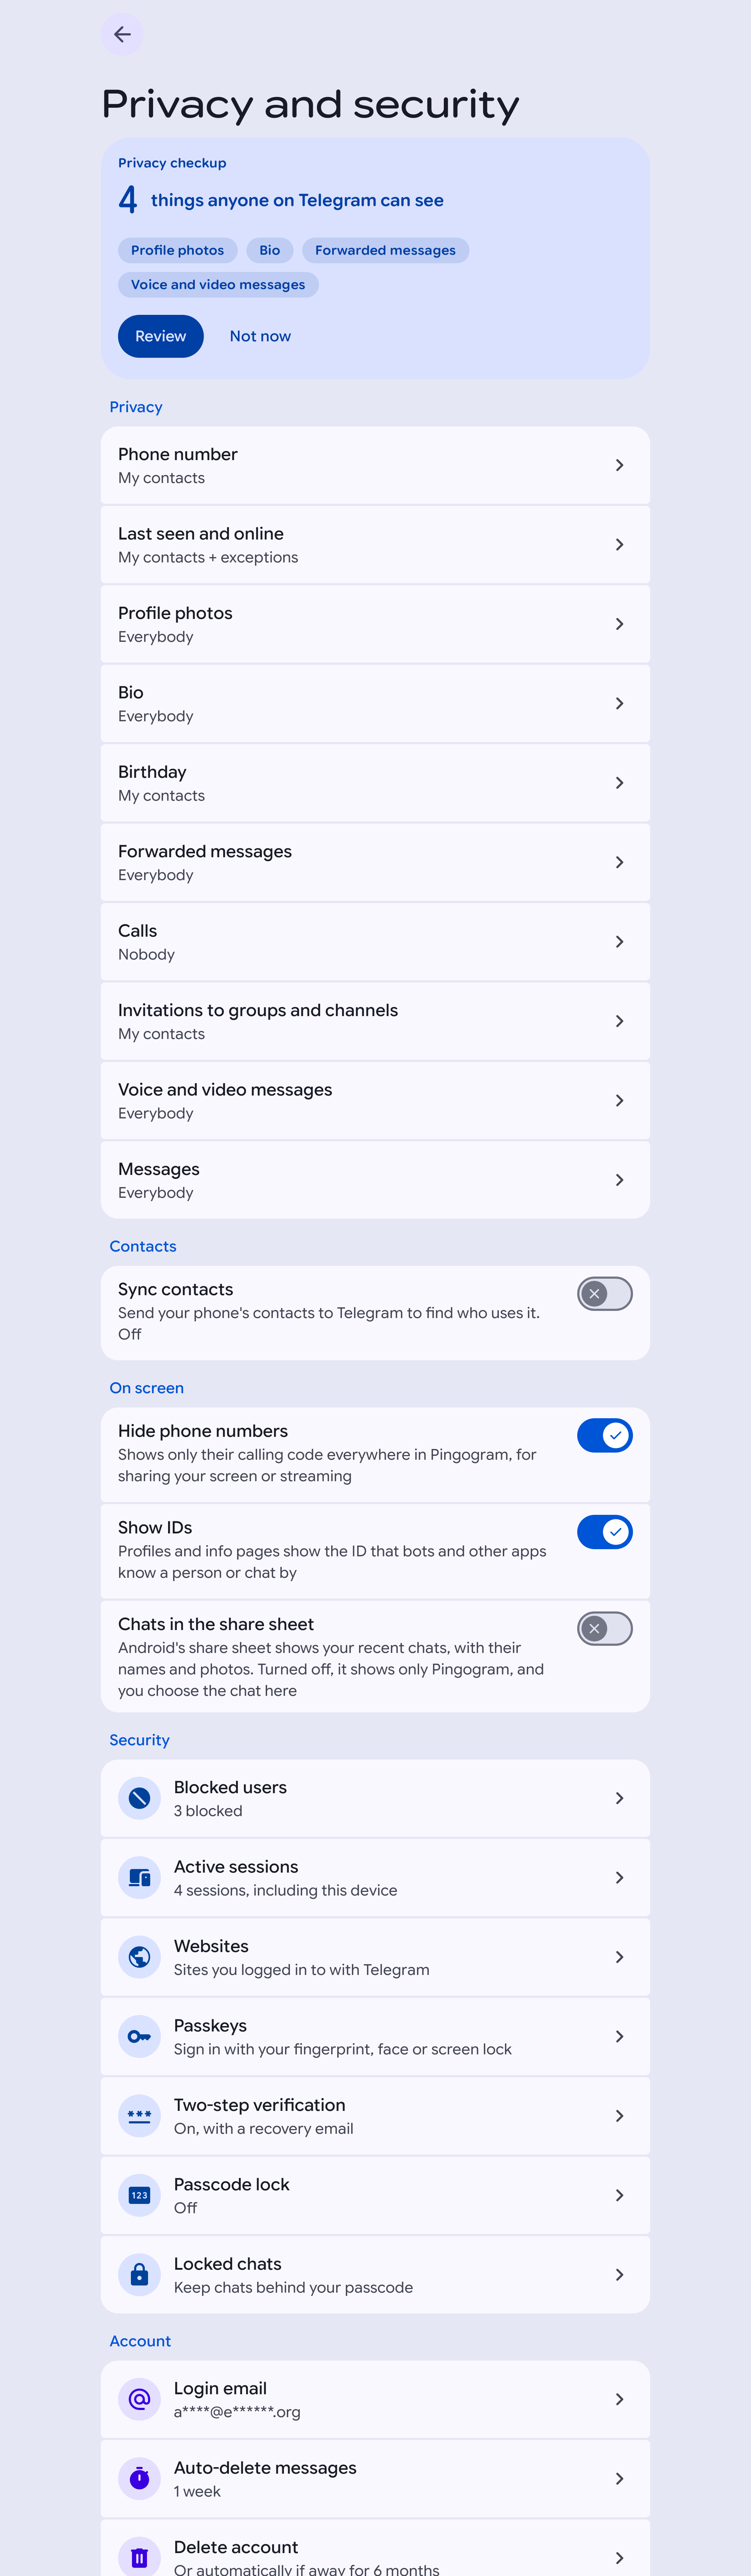 Privacy and security
Privacy checkup
4 things anyone on Telegram can see
Profile photos
Bio
Forwarded messages
Voice and video messages
Review
Not now
Privacy
Phone number
My contacts
Last seen and online
My contacts + exceptions
Profile photos
Everybody
Bio
Everybody
Birthday
My contacts
Forwarded messages
Everybody
Calls
Nobody
Invitations to groups and channels
My contacts
Voice and video messages
Everybody
Messages
Everybody
Contacts
Sync contacts
Send your phone's contacts to Telegram to find who uses it.
Off
On screen
Hide phone numbers
Shows only their calling code everywhere in Pingogram, for
sharing your screen or streaming
Show IDs
Profiles and info pages show the ID that bots and other apps
know a person or chat by
Chats in the share sheet
Android's share sheet shows your recent chats, with their
names and photos. Turned off, it shows only Pingogram, and
you choose the chat here
Security
Blocked users
3 blocked
Active sessions
4 sessions, including this device
Websites
Sites you logged in to with Telegram
Passkeys
Sign in with your fingerprint, face or screen lock
Two-step verification
On, with a recovery email
123
Passcode lock
Off
Locked chats
Keep chats behind your passcode
Account
Login email
a****@e******.org
Auto-delete messages
1 week
Delete account
Or automatically if away for 6 months